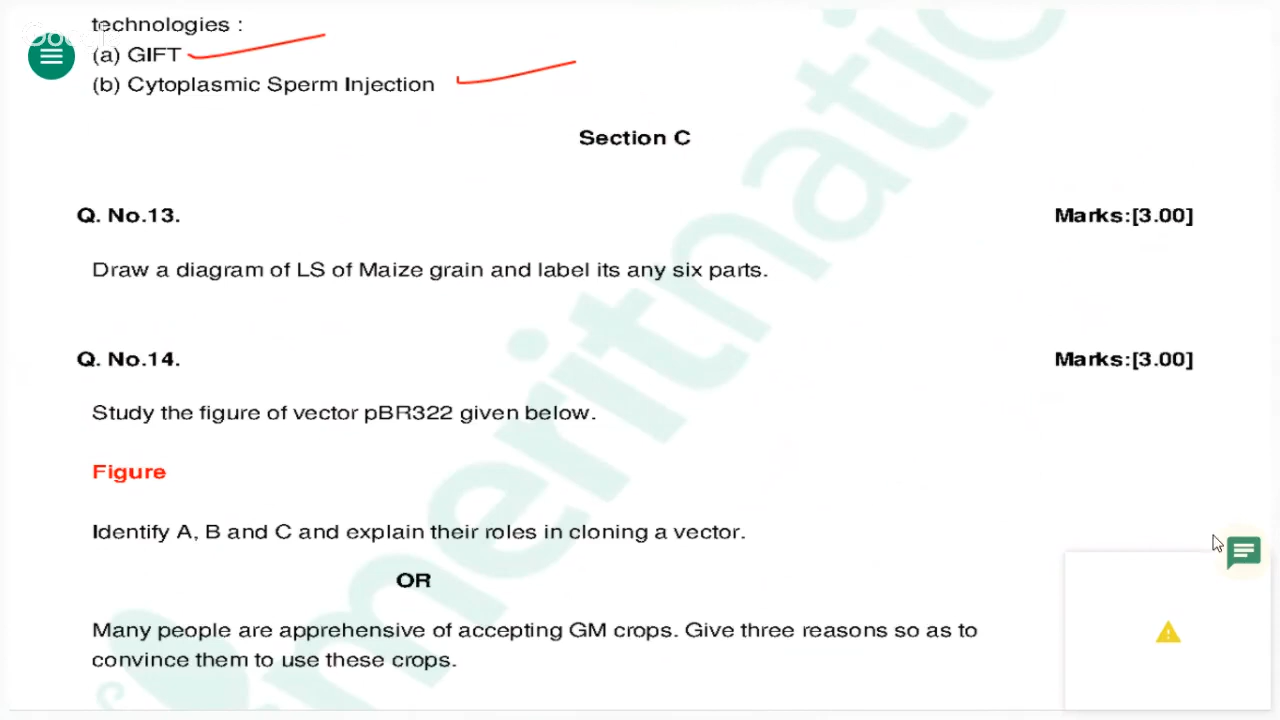 technologies :
(a) GIFT
(b) Cytoplasmic Sperm Injection
Section C
Q. No.13. Marks:[3.00]
Draw a diagram of LS of Maize grain and label its any six parts.
Q. No.14. Marks:[3.00]
Study the figure of vector pBR322 given below.
Figure
Identify A, B and C and explain their roles in cloning a vector.
OR
Many people are apprehensive of accepting GM crops. Give three reasons so as to
convince them to use these crops.
meritnatio